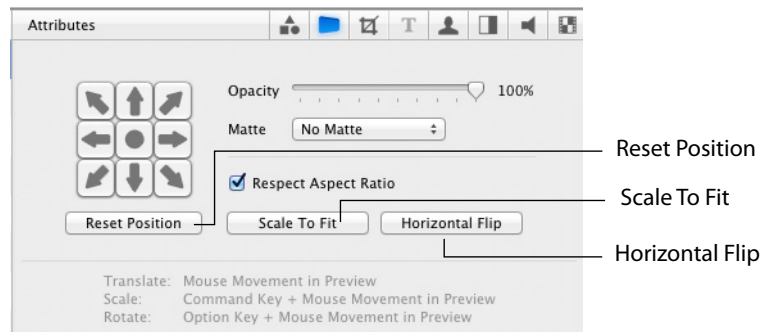 Attributes
T
Opacity 100%
Matte No Matte
Reset Position
Respect Aspect Ratio
Scale To Fit
Reset Position Scale To Fit Horizontal Flip
Horizontal Flip
Translate: Mouse Movement in Preview
Scale: Command Key + Mouse Movement in Preview
Rotate: Option Key + Mouse Movement in Preview